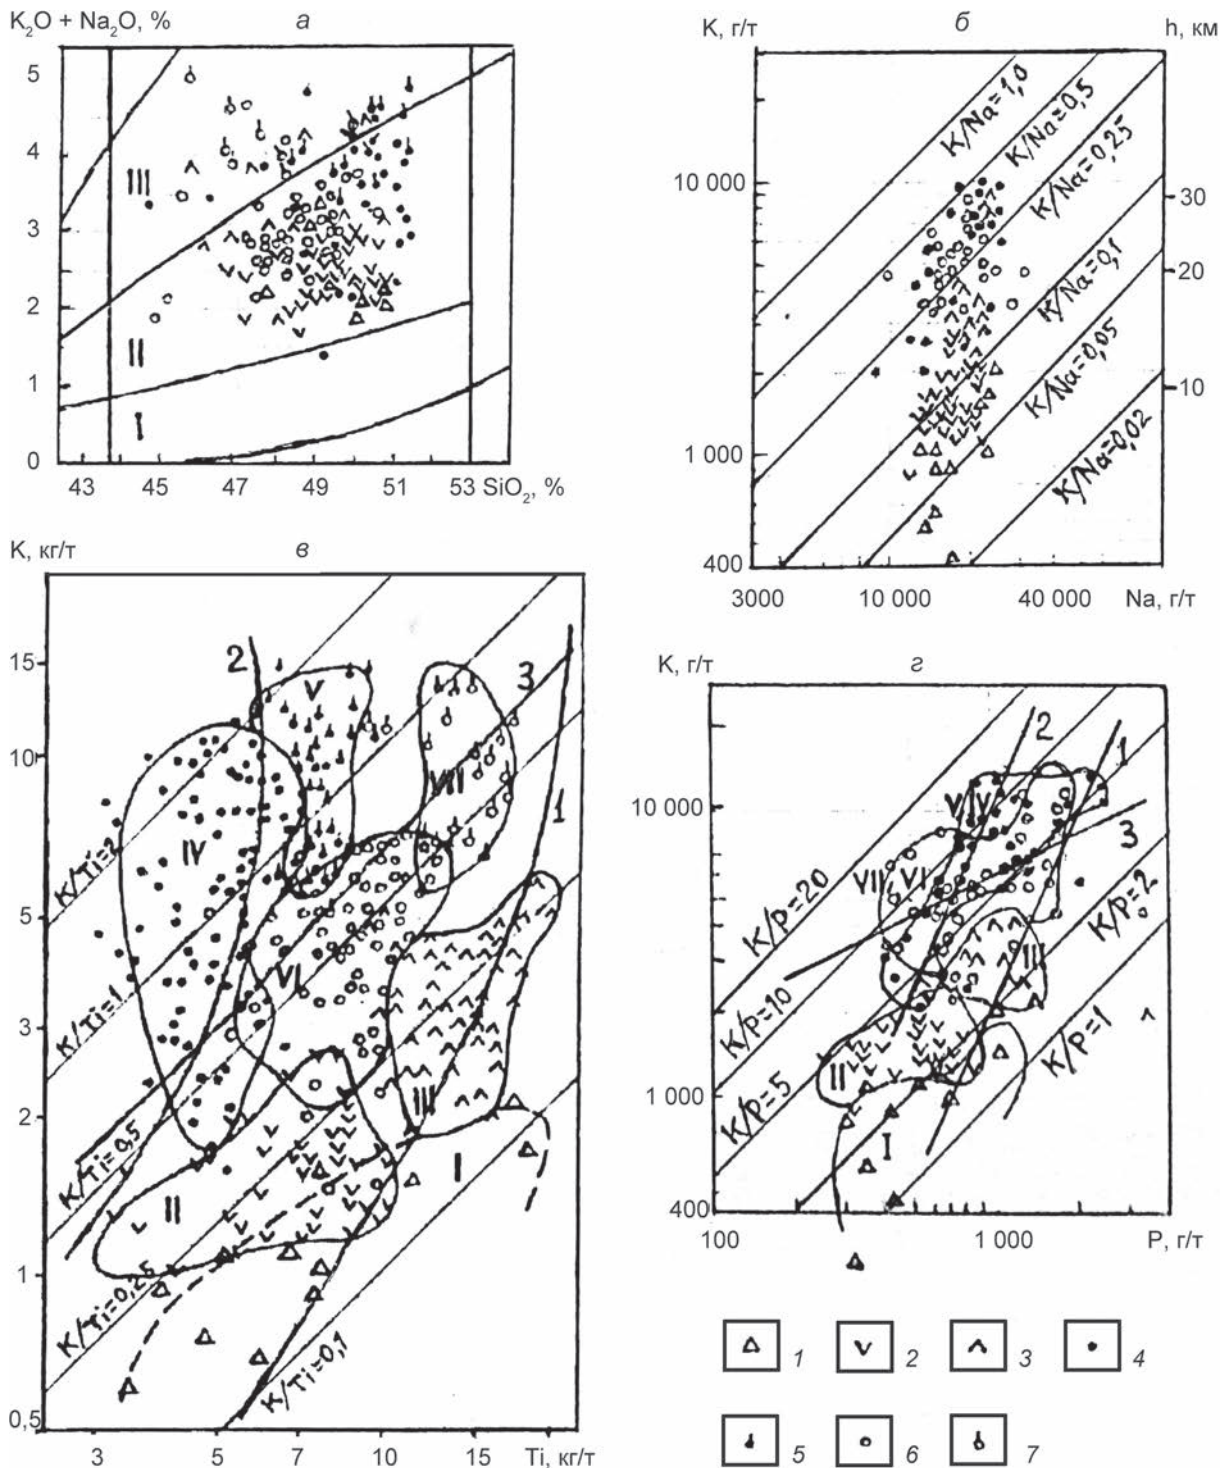 K₂O + Na₂O, %
а
5
4
3
2
1
0
III
II
I
43
45
47
49
51
53
SiO₂, %
K, г/т
б
h, км
10 000
1 000
400
30
20
10
K/Na=1,0
K/Na=0,5
K/Na=0,25
K/Na=0,1
K/Na=0,05
K/Na=0,02
3000
10 000
40 000
Na, г/т
K, кг/т
в
15
10
5
3
2
1
0,5
2
3
1
V
VII
IV
VI
III
II
I
K/Ti=2
K/Ti=1
K/Ti=0,5
K/Ti=0,25
K/Ti=0,1
3
5
7
10
15
Ti, кг/т
K, г/т
г
10 000
1 000
400
2
1
3
V
IV
VII
VI
III
II
I
K/P=20
K/P=10
K/P=5
K/P=2
K/P=1
100
1 000
P, г/т
1
2
3
4
5
6
7